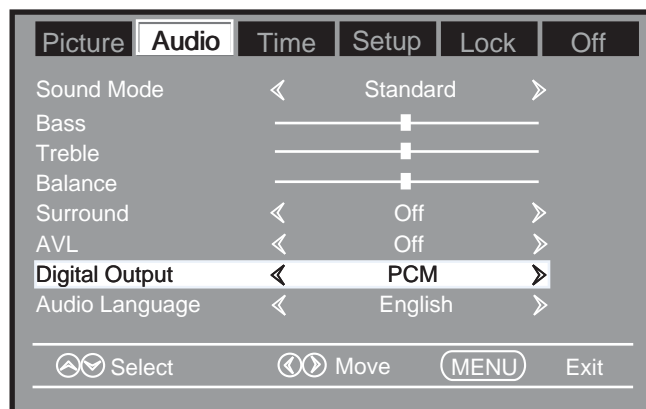 Picture Audio Time Setup Lock Off
Sound Mode Standard
Bass
Treble
Balance
Surround Off
AVL Off
Digital Output PCM
Audio Language English
Select Move MENU Exit